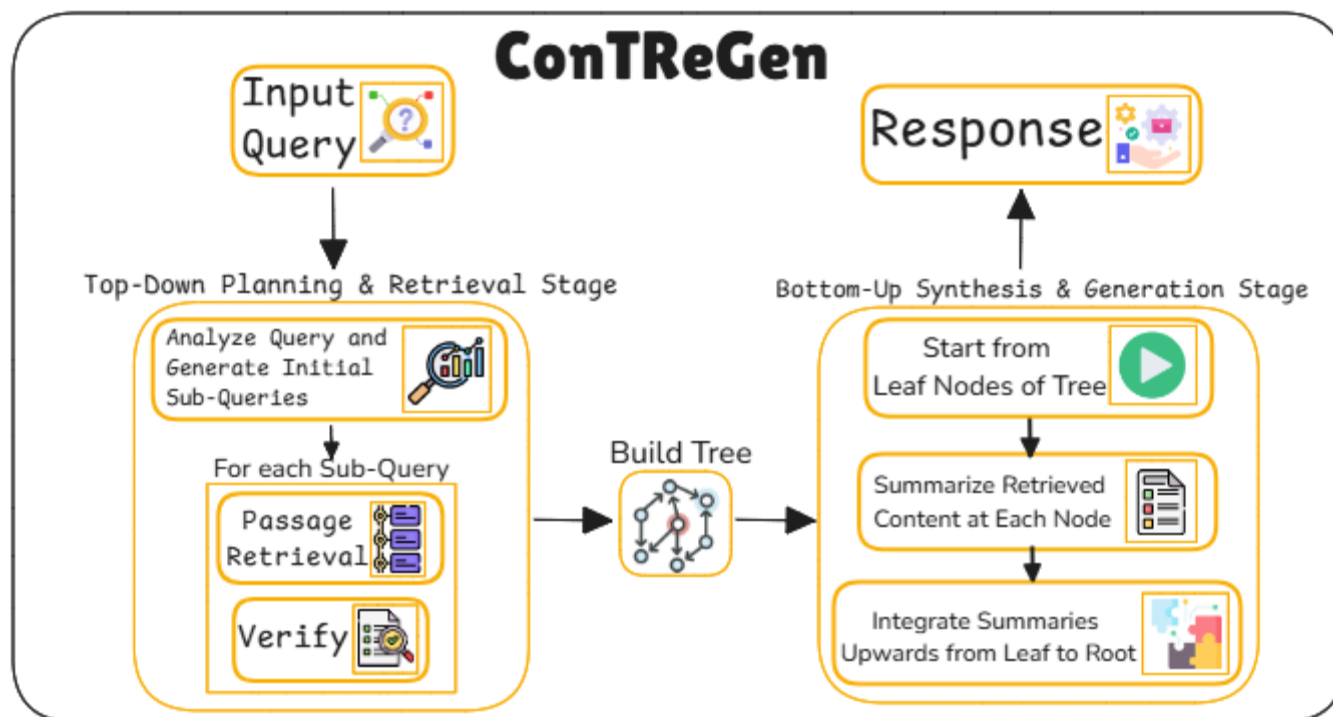 ConTReGen
Input
Query
Response
Top-Down Planning & Retrieval Stage
Analyze Query and
Generate Initial
Sub-Queries
For each Sub-Query
Passage
Retrieval
Verify
Build Tree
Bottom-Up Synthesis & Generation Stage
Start from
Leaf Nodes of Tree
Summarize Retrieved
Content at Each Node
Integrate Summaries
Upwards from Leaf to Root